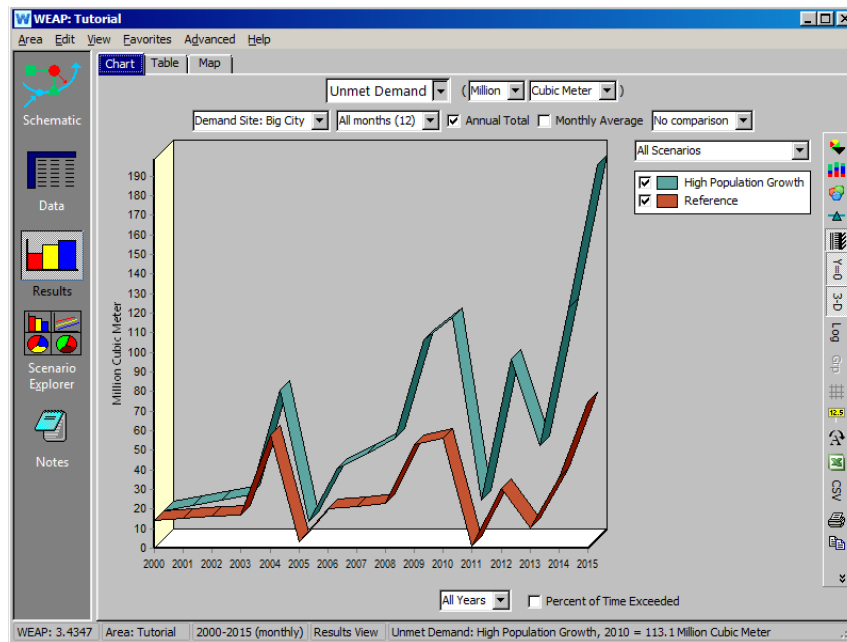 WEAP: Tutorial
Area Edit View Favorites Advanced Help
Chart Table Map
Unmet Demand ( Million Cubic Meter )
Demand Site: Big City All months (12) Annual Total Monthly Average No comparison
All Scenarios
High Population Growth
Reference
Schematic
Data
Results
Scenario
Explorer
Notes
Million Cubic Meter
190
180
170
160
150
140
130
120
110
100
90
80
70
60
50
40
30
20
10
0
2000 2001 2002 2003 2004 2005 2006 2007 2008 2009 2010 2011 2012 2013 2014 2015
Y=0
3-D
Log
Grp
12.5
A
CSV
All Years Percent of Time Exceeded
WEAP: 3.4347 Area: Tutorial 2000-2015 (monthly) Results View Unmet Demand: High Population Growth, 2010 = 113.1 Million Cubic Meter